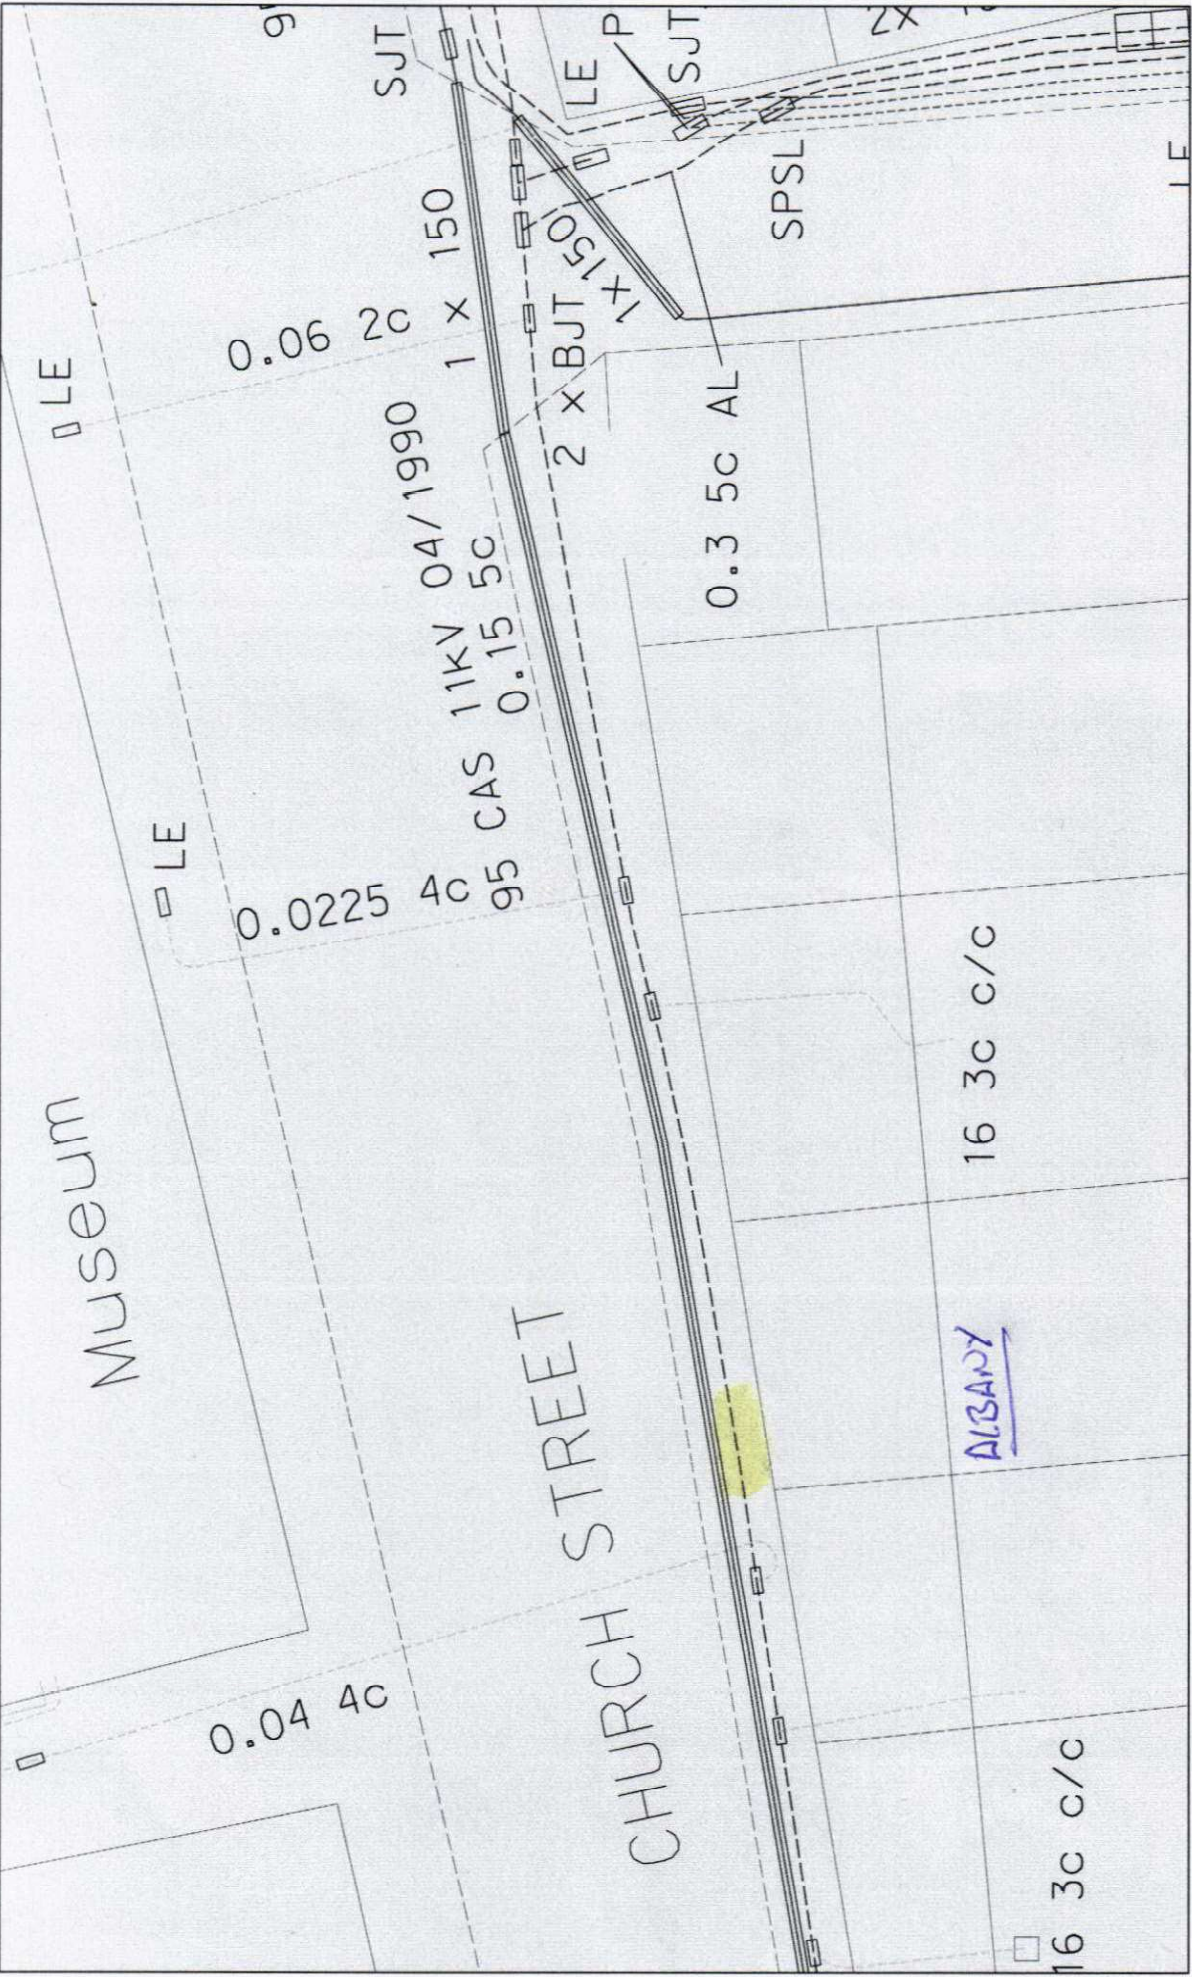 Museum
LE
LE
0.06 2c
0.0225 4c
0.04 4c
SJT
1 x 150
95 CAS 11KV 04/1990
0.15 5c
2 x BJT
1x150
LE
P
SJT
2x
SPSL
LE
0.3 5c AL
CHURCH STREET
16 3c c/c
ALBANY
16 3c c/c